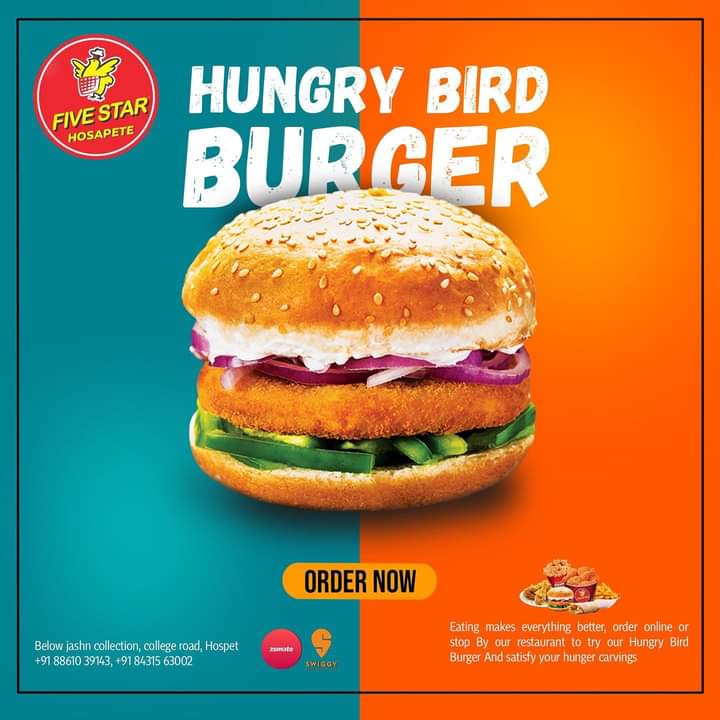 FIVE STAR
HOSAPETE
HUNGRY BIRD
BURGER
ORDER NOW
Below jashn collection, college road, Hospet
+91 88610 39143, +91 84315 63002
zomato
SWIGGY
Eating makes everything better, order online or
stop By our restaurant to try our Hungry Bird
Burger And satisfy your hunger carvings